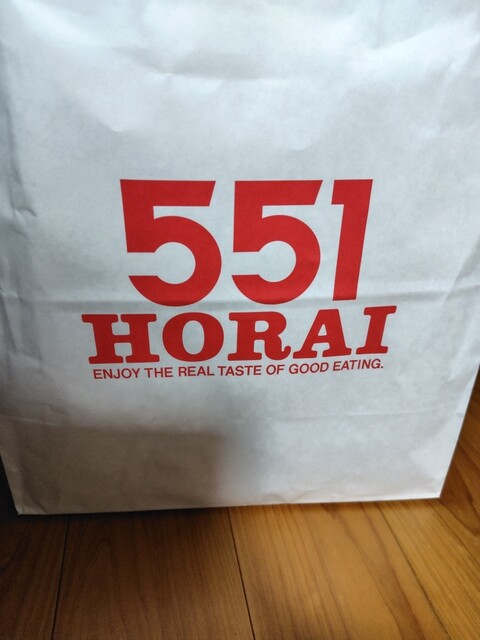 551
HORAI
ENJOY THE REAL TASTE OF GOOD EATING.